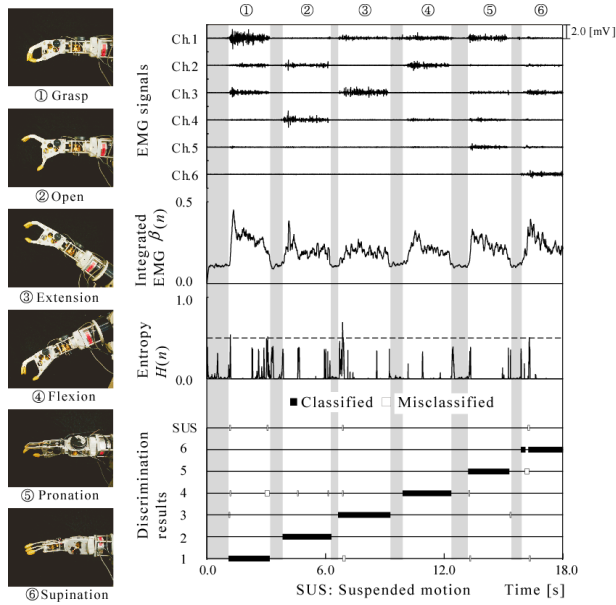 ① ② ③ ④ ⑤ ⑥
2.0 [mV]
① Grasp
② Open
③ Extension
④ Flexion
⑤ Pronation
⑥ Supination
EMG signals
Ch.1
Ch.2
Ch.3
Ch.4
Ch.5
Ch.6
Integrated
EMG β(n)
0.5
0.0
Entropy
H(n)
1.0
0.0
Classified Misclassified
Discrimination
results
SUS
6
5
4
3
2
1
0.0 6.0 12.0 18.0
SUS: Suspended motion Time [s]